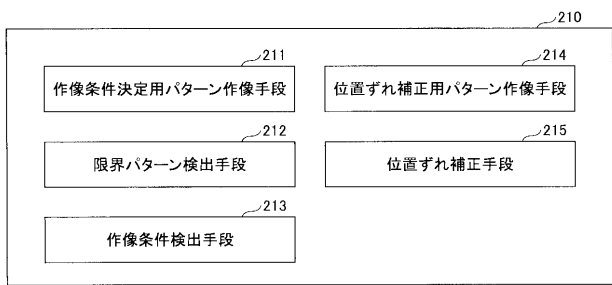 210
211
作像条件決定用パターン作像手段
212
限界パターン検出手段
213
作像条件検出手段
214
位置ずれ補正用パターン作像手段
215
位置ずれ補正手段